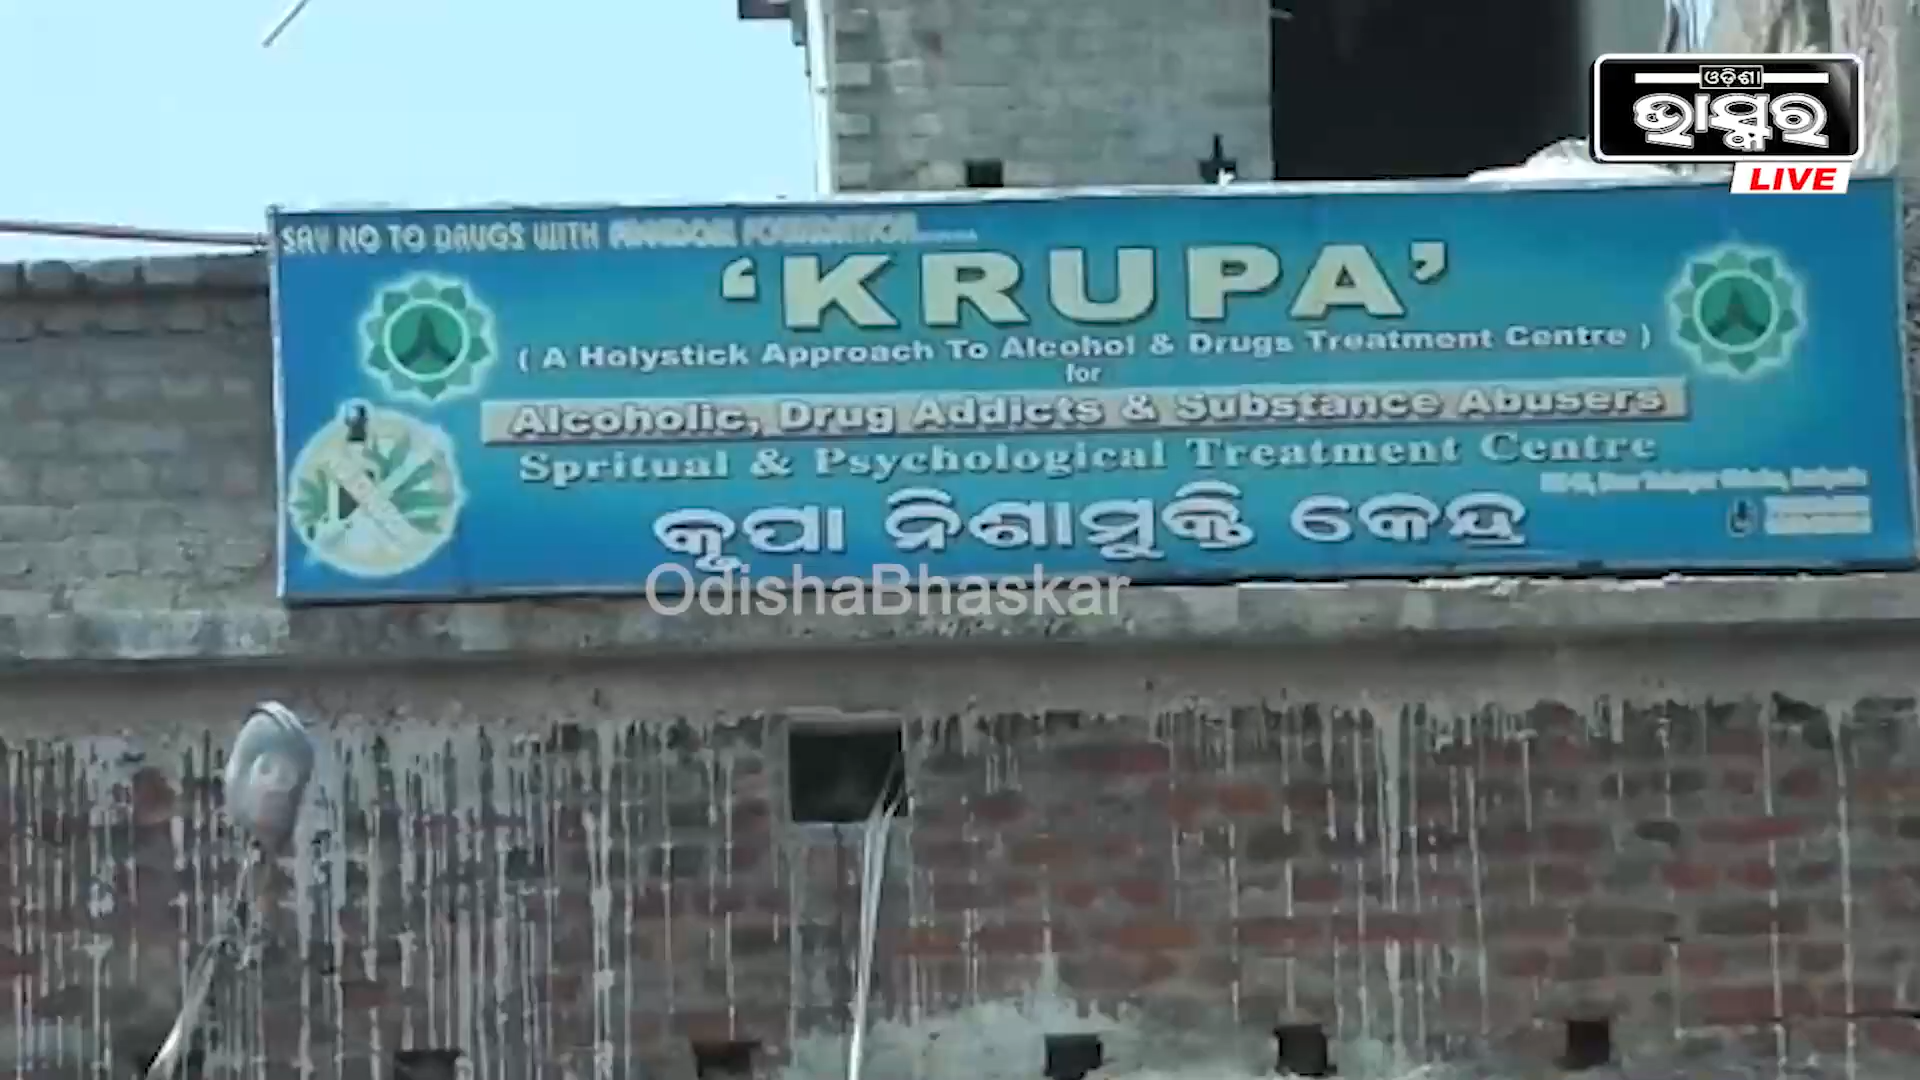 ଓଡ଼ିଶା
ଭାସ୍କର
LIVE
SAY NO TO DRUGS WITH FOUNDATION
‘KRUPA’
( A Holystick Approach To Alcohol & Drugs Treatment Centre )
for
Alcoholic, Drug Addicts & Substance Abusers
Spritual & Psychological Treatment Centre
କୃପା ନିଶାମୁକ୍ତି କେନ୍ଦ୍ର
OdishaBhaskar